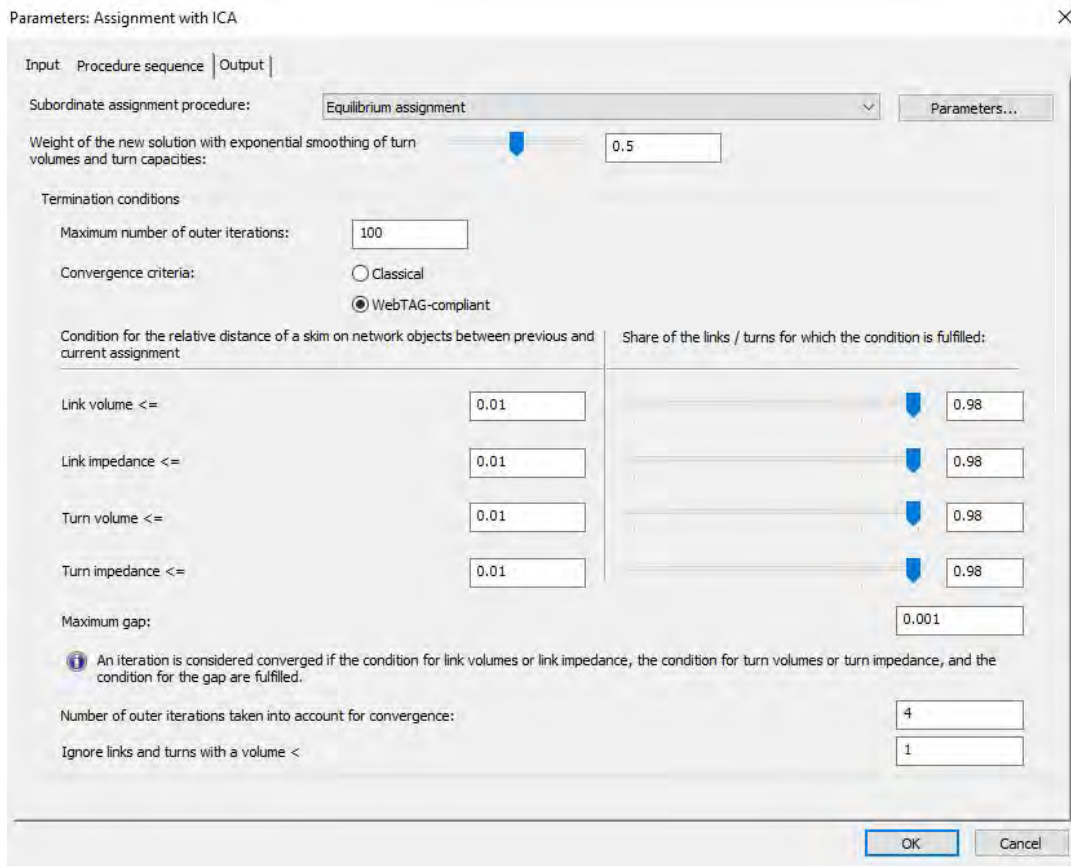 Parameters: Assignment with ICA
Input Procedure sequence Output
Subordinate assignment procedure: Equilibrium assignment Parameters...
Weight of the new solution with exponential smoothing of turn
volumes and turn capacities: 0.5
Termination conditions
Maximum number of outer iterations: 100
Convergence criteria: Classical
WebTAG-compliant
Condition for the relative distance of a skim on network objects between previous and
current assignment
Share of the links / turns for which the condition is fulfilled:
Link volume <= 0.01 0.98
Link impedance <= 0.01 0.98
Turn volume <= 0.01 0.98
Turn impedance <= 0.01 0.98
Maximum gap: 0.001
An iteration is considered converged if the condition for link volumes or link impedance, the condition for turn volumes or turn impedance, and the
condition for the gap are fulfilled.
Number of outer iterations taken into account for convergence: 4
Ignore links and turns with a volume < 1
OK Cancel